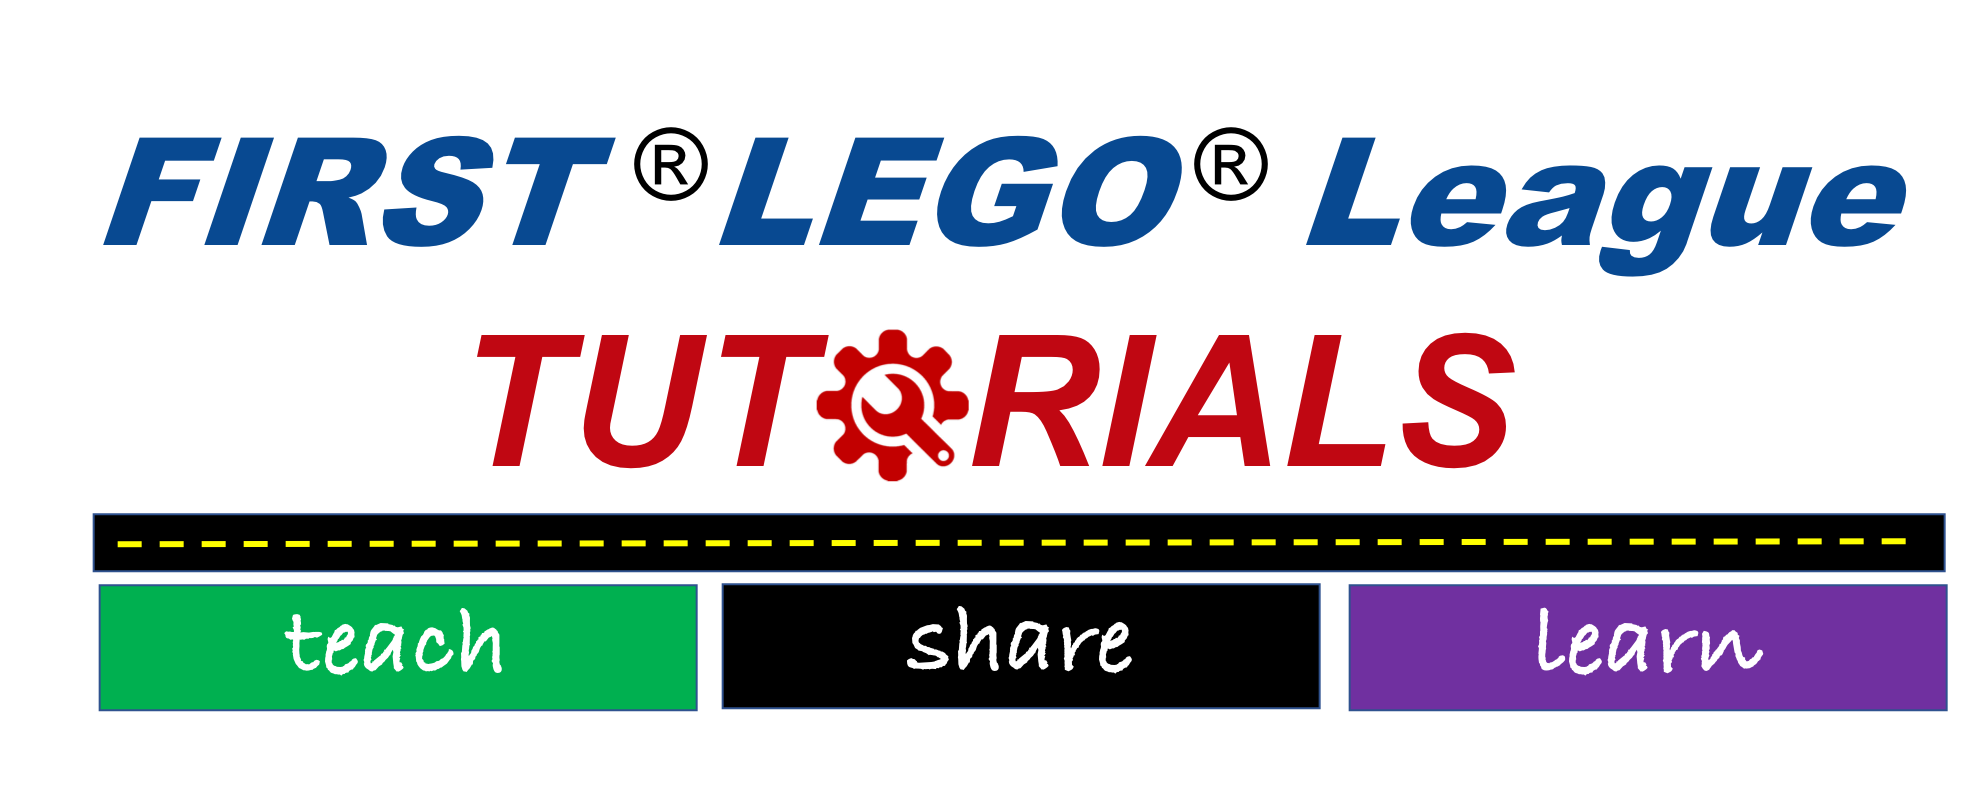 FIRST ® LEGO ® League
TUTORIALS
teach share learn